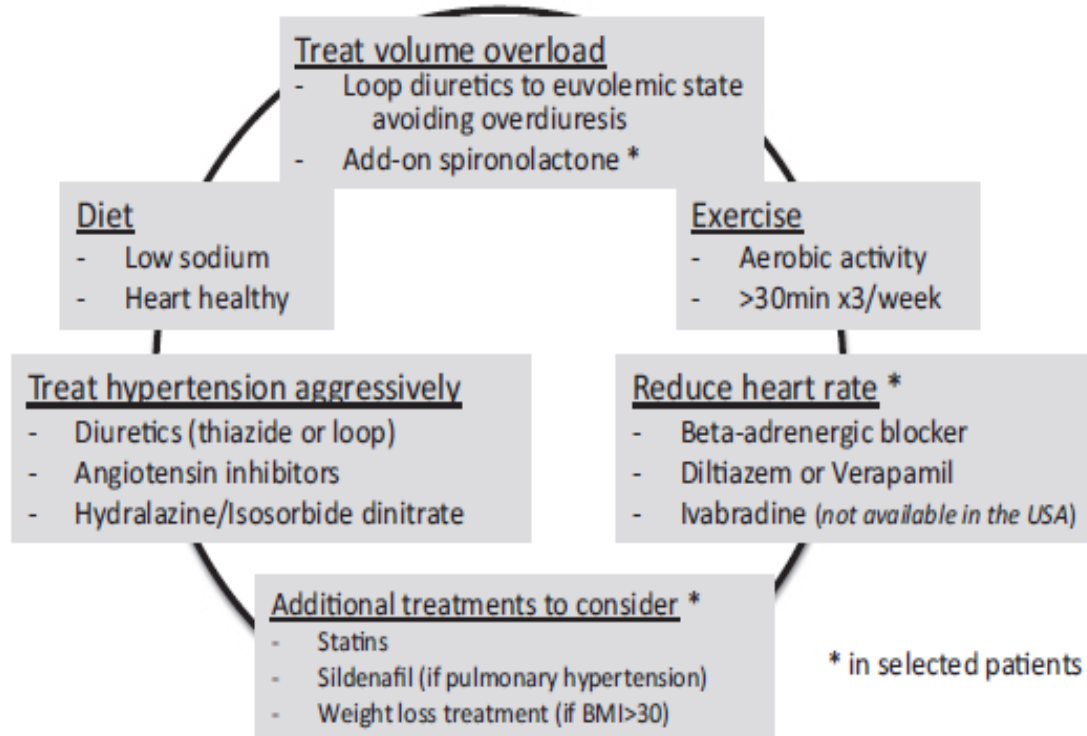 Treat volume overload
- Loop diuretics to euvolemic state
avoiding overdiuresis
- Add-on spironolactone *
Diet
- Low sodium
- Heart healthy
Exercise
- Aerobic activity
- >30min x3/week
Treat hypertension aggressively
- Diuretics (thiazide or loop)
- Angiotensin inhibitors
- Hydralazine/Isosorbide dinitrate
Reduce heart rate *
- Beta-adrenergic blocker
- Diltiazem or Verapamil
- Ivabradine (not available in the USA)
Additional treatments to consider *
- Statins
- Sildenafil (if pulmonary hypertension)
- Weight loss treatment (if BMI>30)
* in selected patients